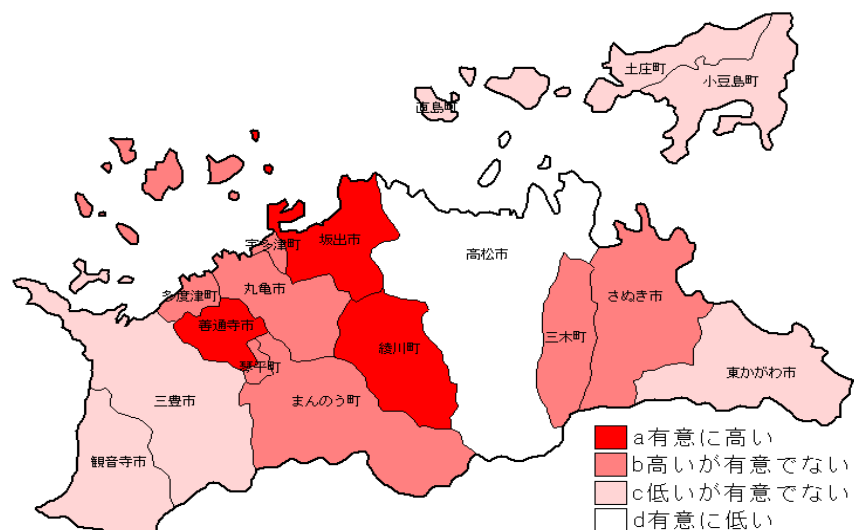 土庄町
小豆島町
直島町
宇多津町
坂出市
高松市
多度津町
丸亀市
さぬき市
善通寺市
綾川町
三木町
琴平町
東かがわ市
三豊市
まんのう町
観音寺市
a有意に高い
b高いが有意でない
c低いが有意でない
d有意に低い